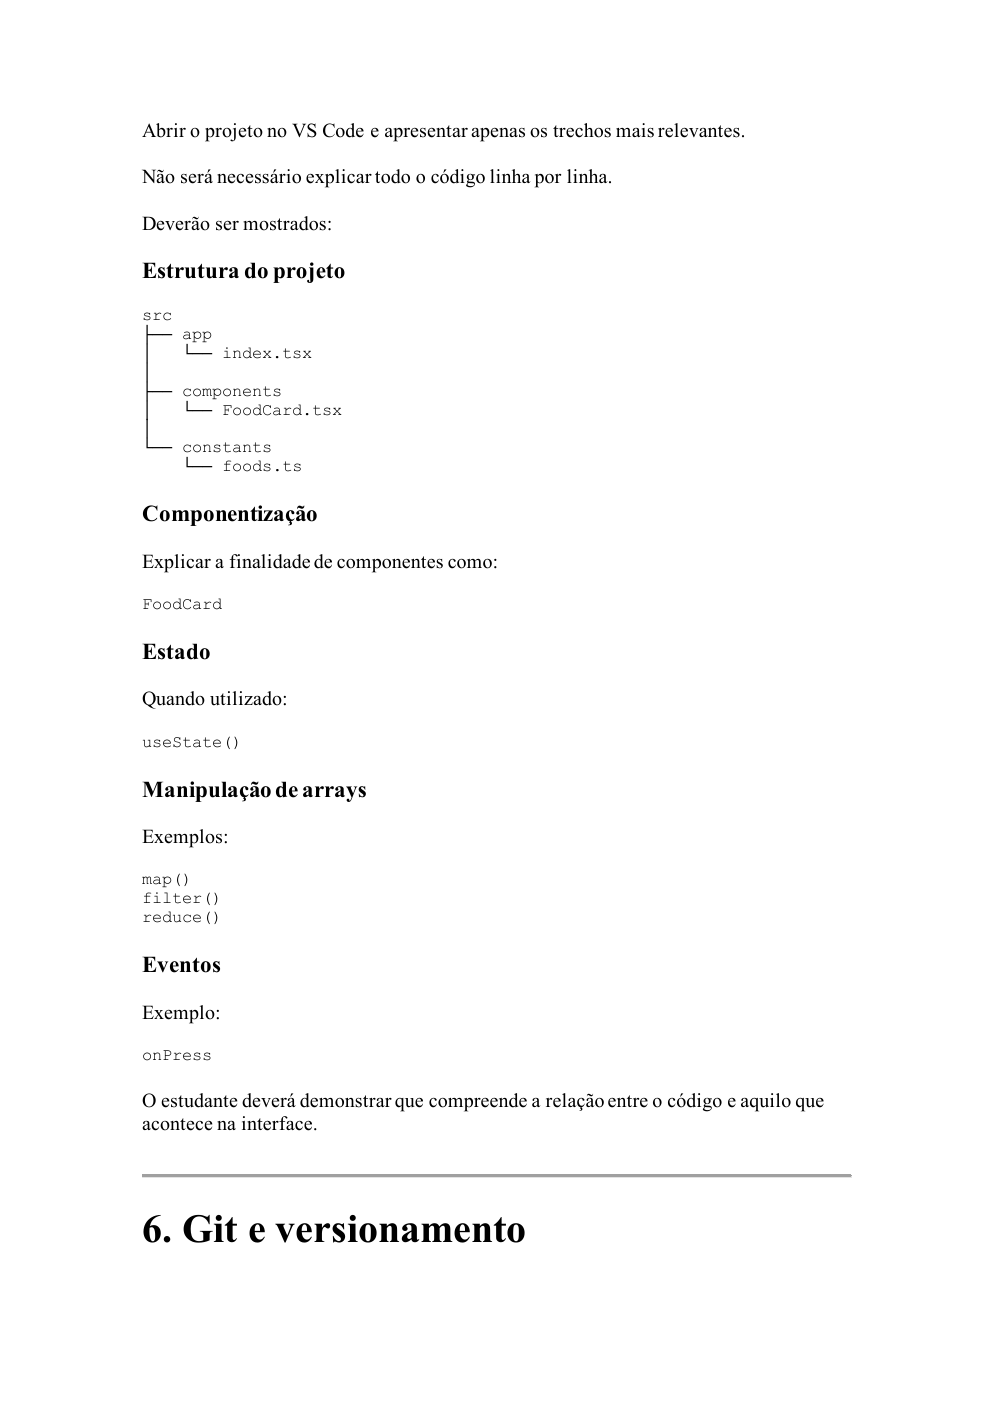 Abrir o projeto no VS Code e apresentar apenas os trechos mais relevantes.
Não será necessário explicar todo o código linha por linha.
Deverão ser mostrados:
Estrutura do projeto
src
├── app
│   └── index.tsx
│
├── components
│   └── FoodCard.tsx
│
└── constants
    └── foods.ts
Componentização
Explicar a finalidade de componentes como:
FoodCard
Estado
Quando utilizado:
useState()
Manipulação de arrays
Exemplos:
map()
filter()
reduce()
Eventos
Exemplo:
onPress
O estudante deverá demonstrar que compreende a relação entre o código e aquilo que
acontece na interface.
6. Git e versionamento